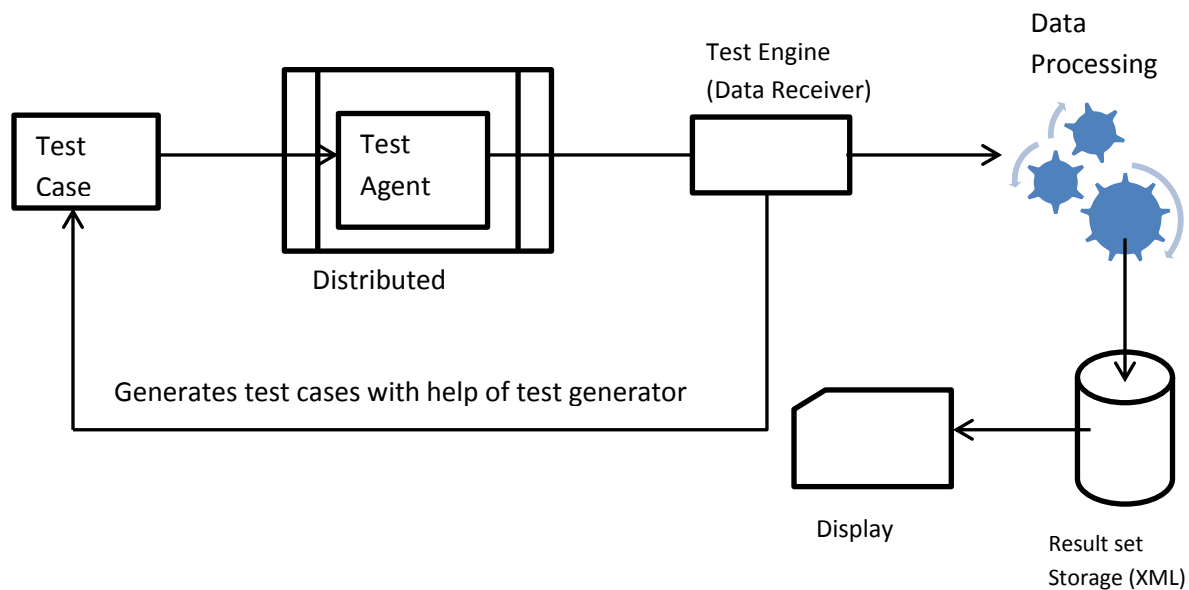 Data
Processing
Test Engine
(Data Receiver)
Test
Case
Test
Agent
Distributed
Generates test cases with help of test generator
Display
Result set
Storage (XML)